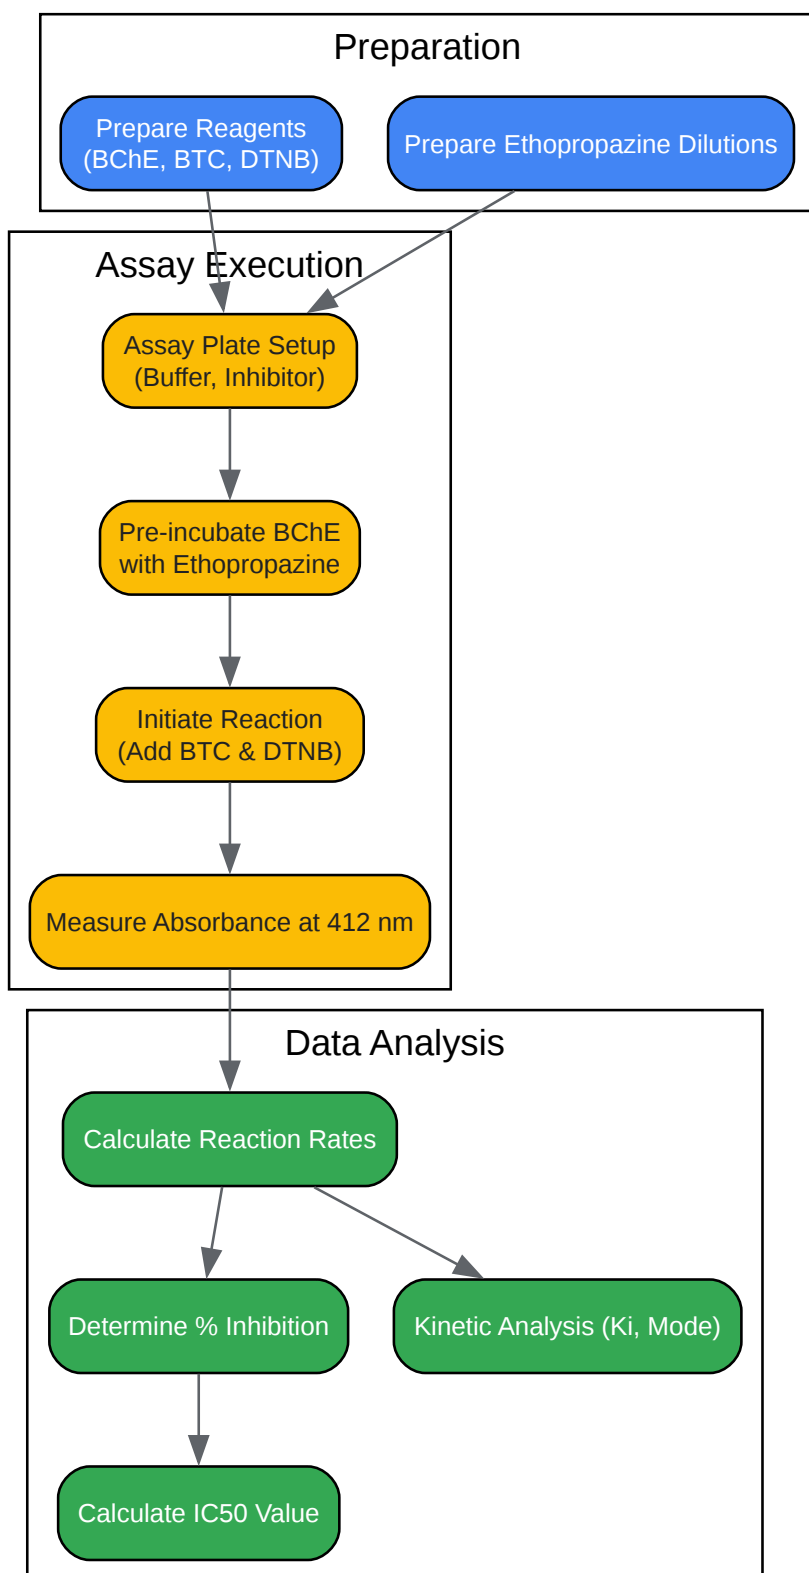 Preparation
Prepare Reagents
(BChE, BTC, DTNB)
Prepare Ethopropazine Dilutions
Assay Execution
Assay Plate Setup
(Buffer, Inhibitor)
Pre-incubate BChE
with Ethopropazine
Initiate Reaction
(Add BTC & DTNB)
Measure Absorbance at 412 nm
Data Analysis
Calculate Reaction Rates
Determine % Inhibition
Kinetic Analysis (Ki, Mode)
Calculate IC50 Value